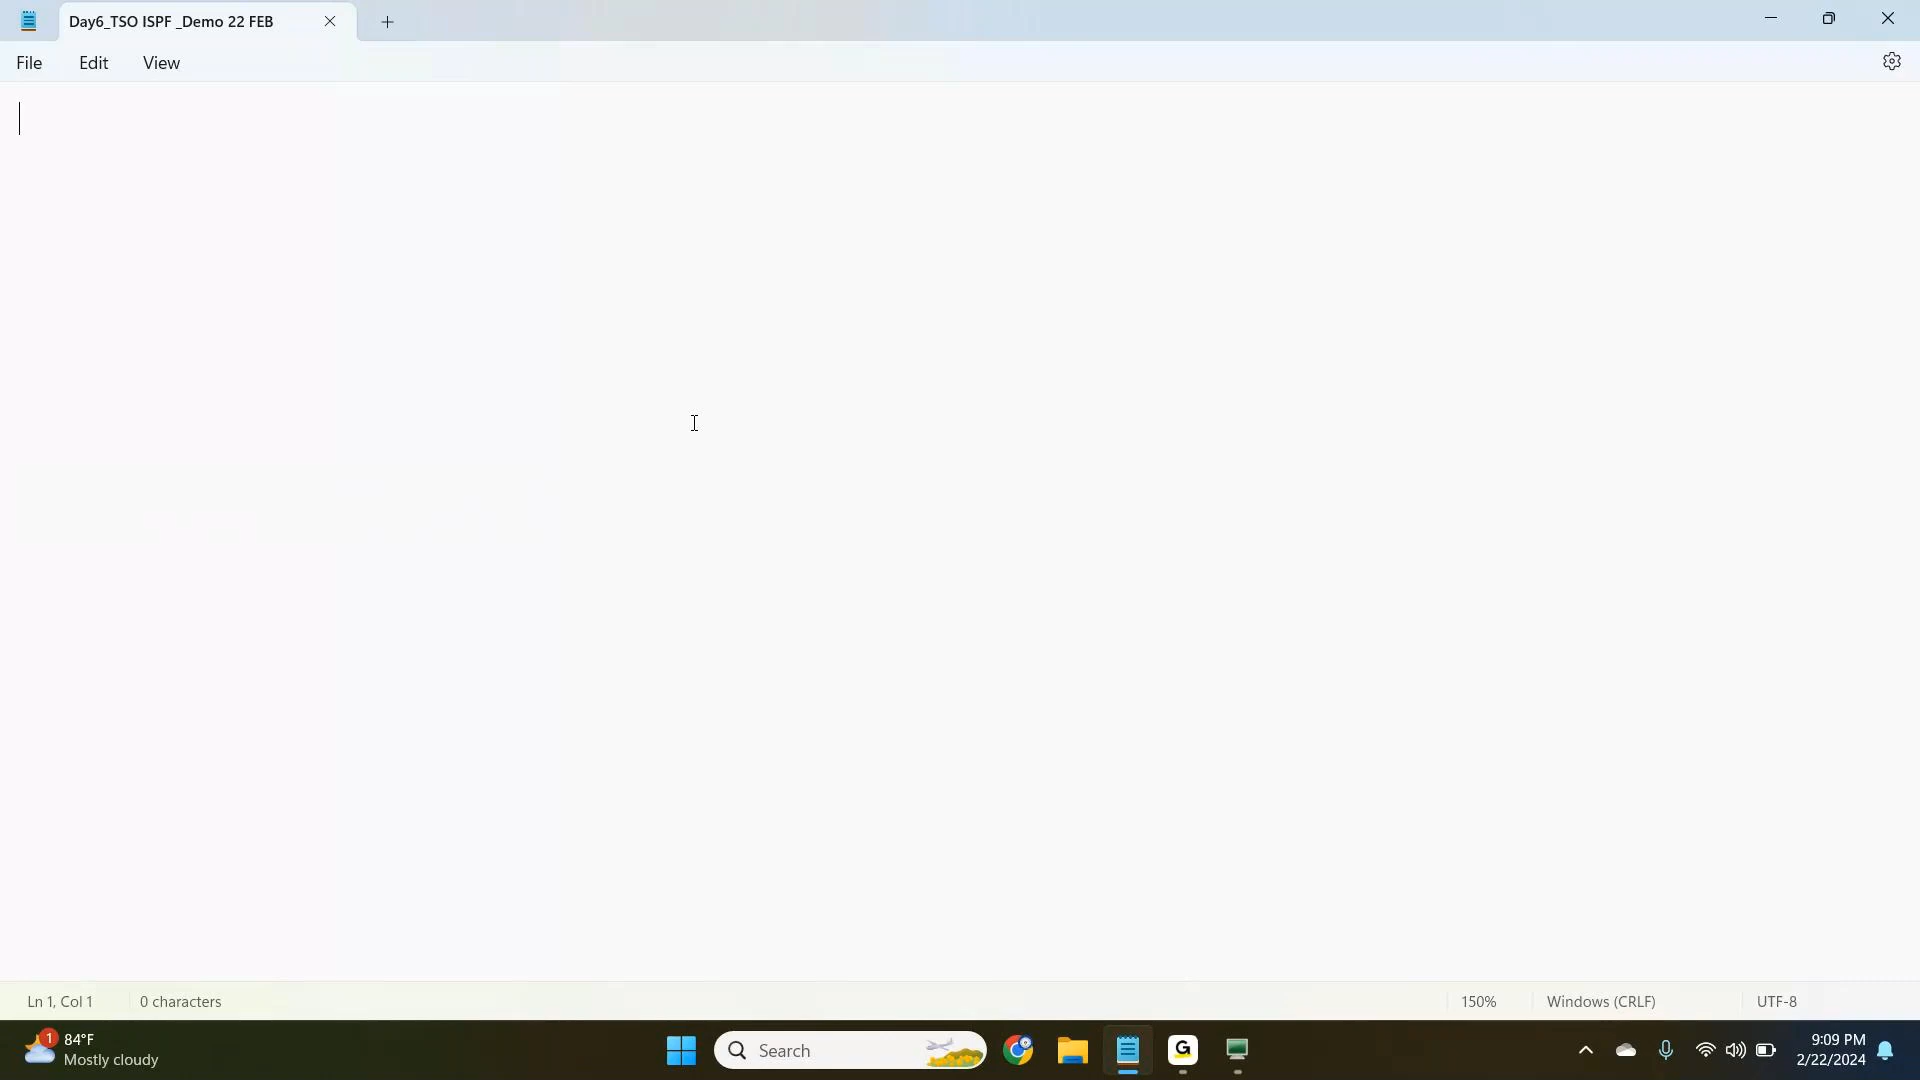 Day6_TSO ISPF _Demo 22 FEB
File Edit View
Ln 1, Col 1 0 characters 150% Windows (CRLF) UTF-8
1 84°F
Mostly cloudy
Search
G
9:09 PM
2/22/2024